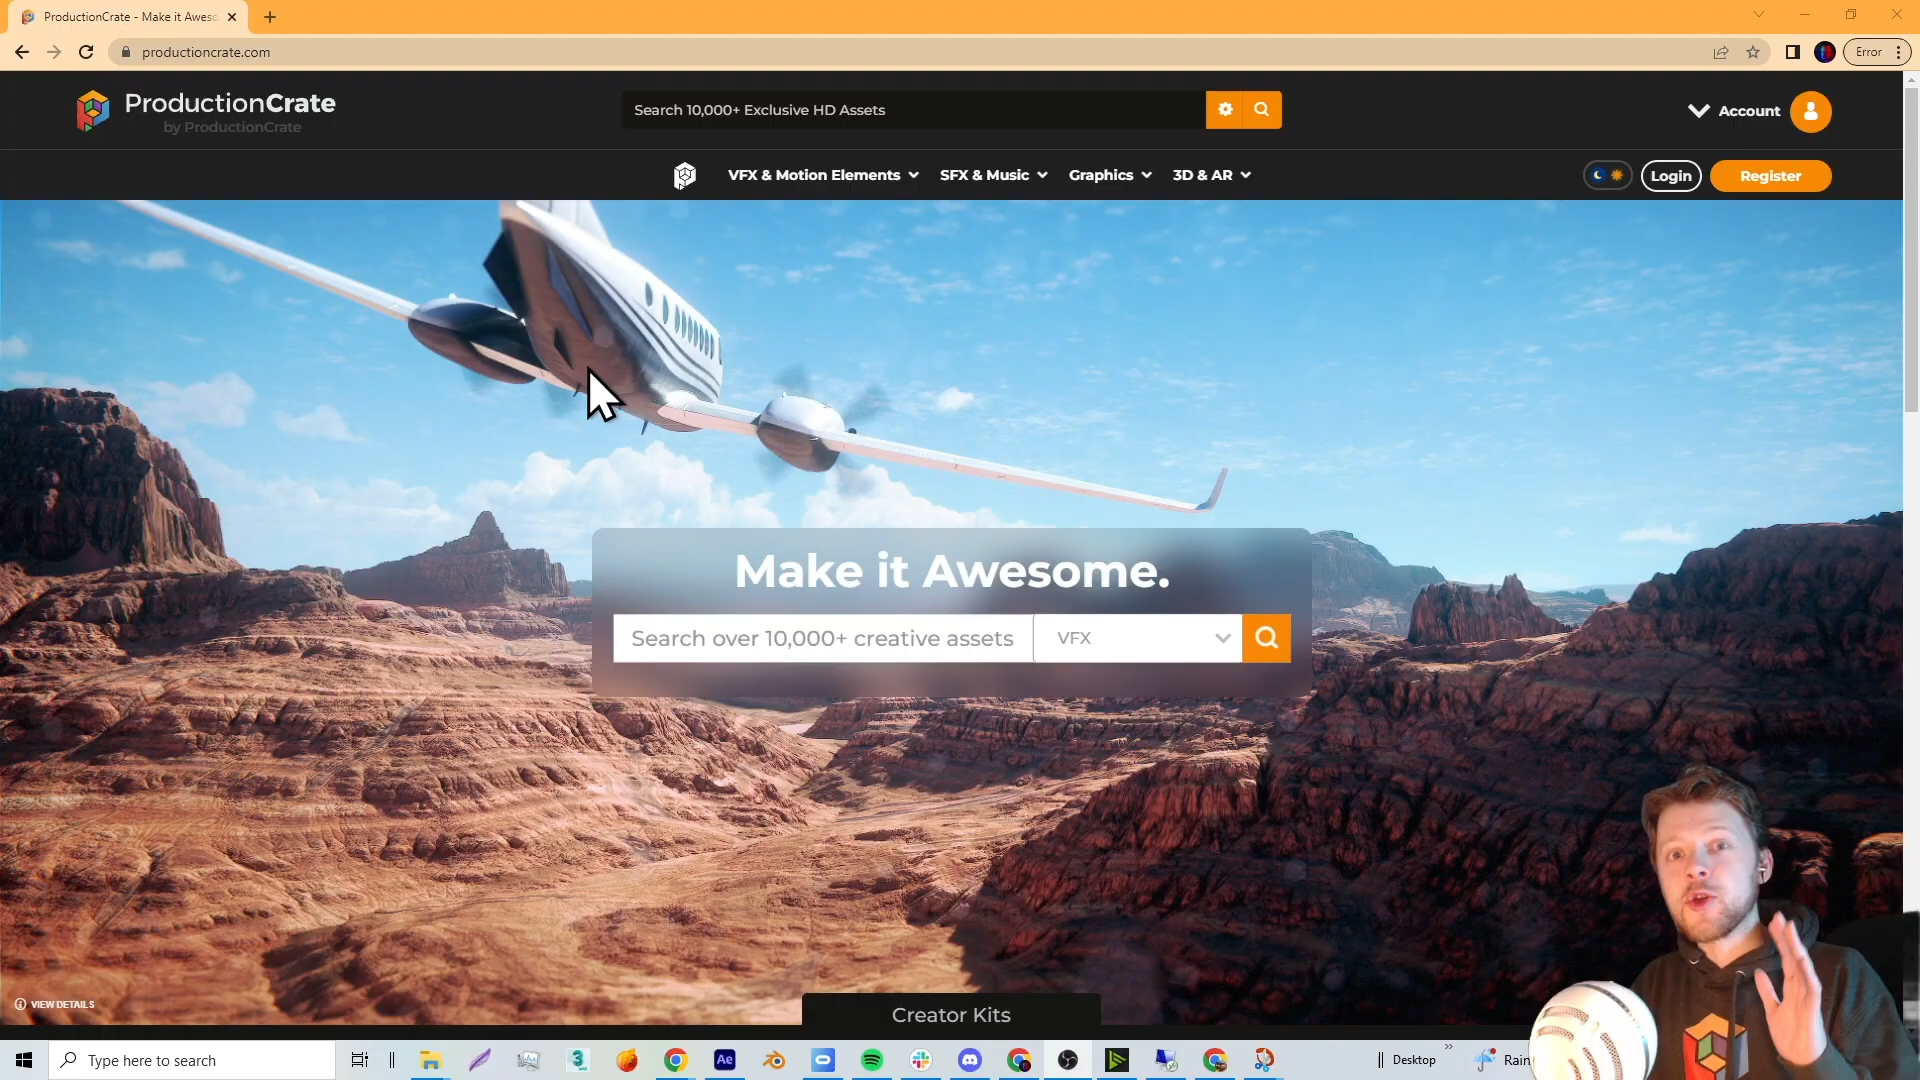 ProductionCrate - Make it Aweso
productioncrate.com
Error
ProductionCrate
by ProductionCrate
Search 10,000+ Exclusive HD Assets
Account
VFX & Motion Elements
SFX & Music
Graphics
3D & AR
Login
Register
Make it Awesome.
Search over 10,000+ creative assets
VFX
VIEW DETAILS
Creator Kits
Type here to search
3
Ae
Desktop
Rain